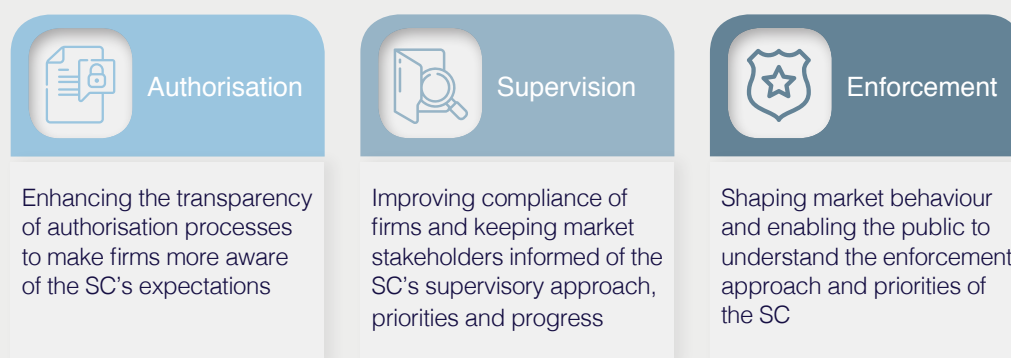 Authorisation
Enhancing the transparency
of authorisation processes
to make firms more aware
of the SC's expectations
Supervision
Improving compliance of
firms and keeping market
stakeholders informed of the
SC's supervisory approach,
priorities and progress
Enforcement
Shaping market behaviour
and enabling the public to
understand the enforcement
approach and priorities of
the SC